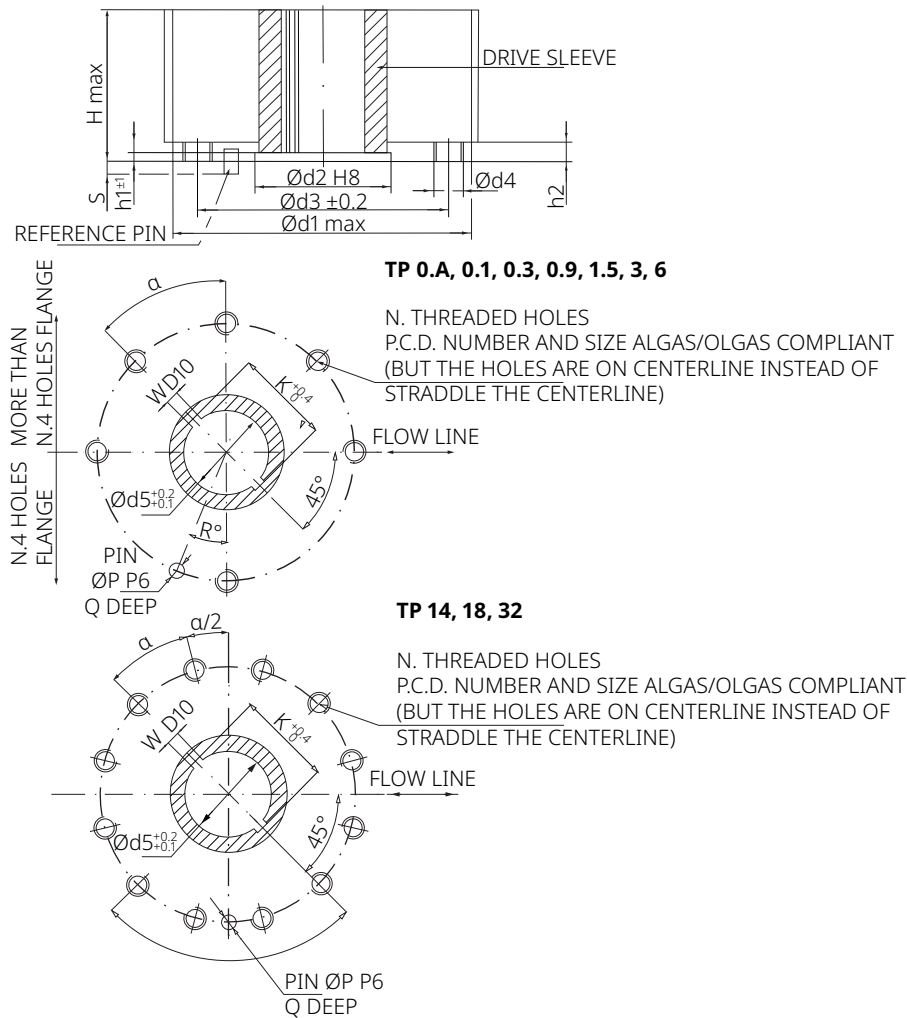 DRIVE SLEEVE
H max
S
h1±1
Ød2 H8
Ød3 ±0.2
Ød1 max
Ød4
h2
REFERENCE PIN
TP 0.A, 0.1, 0.3, 0.9, 1.5, 3, 6
N. THREADED HOLES
P.C.D. NUMBER AND SIZE ALGAS/OLGAS COMPLIANT
(BUT THE HOLES ARE ON CENTERLINE INSTEAD OF
STRADDLE THE CENTERLINE)
α
MORE THAN
N.4 HOLES FLANGE
N.4 HOLES
FLANGE
WD10
K+0.4 0
FLOW LINE
Ød5+0.2 +0.1
45°
R°
PIN
ØP P6
Q DEEP
TP 14, 18, 32
N. THREADED HOLES
P.C.D. NUMBER AND SIZE ALGAS/OLGAS COMPLIANT
(BUT THE HOLES ARE ON CENTERLINE INSTEAD OF
STRADDLE THE CENTERLINE)
α
α/2
W D10
K+0.4 0
FLOW LINE
Ød5+0.2 +0.1
45°
PIN ØP P6
Q DEEP